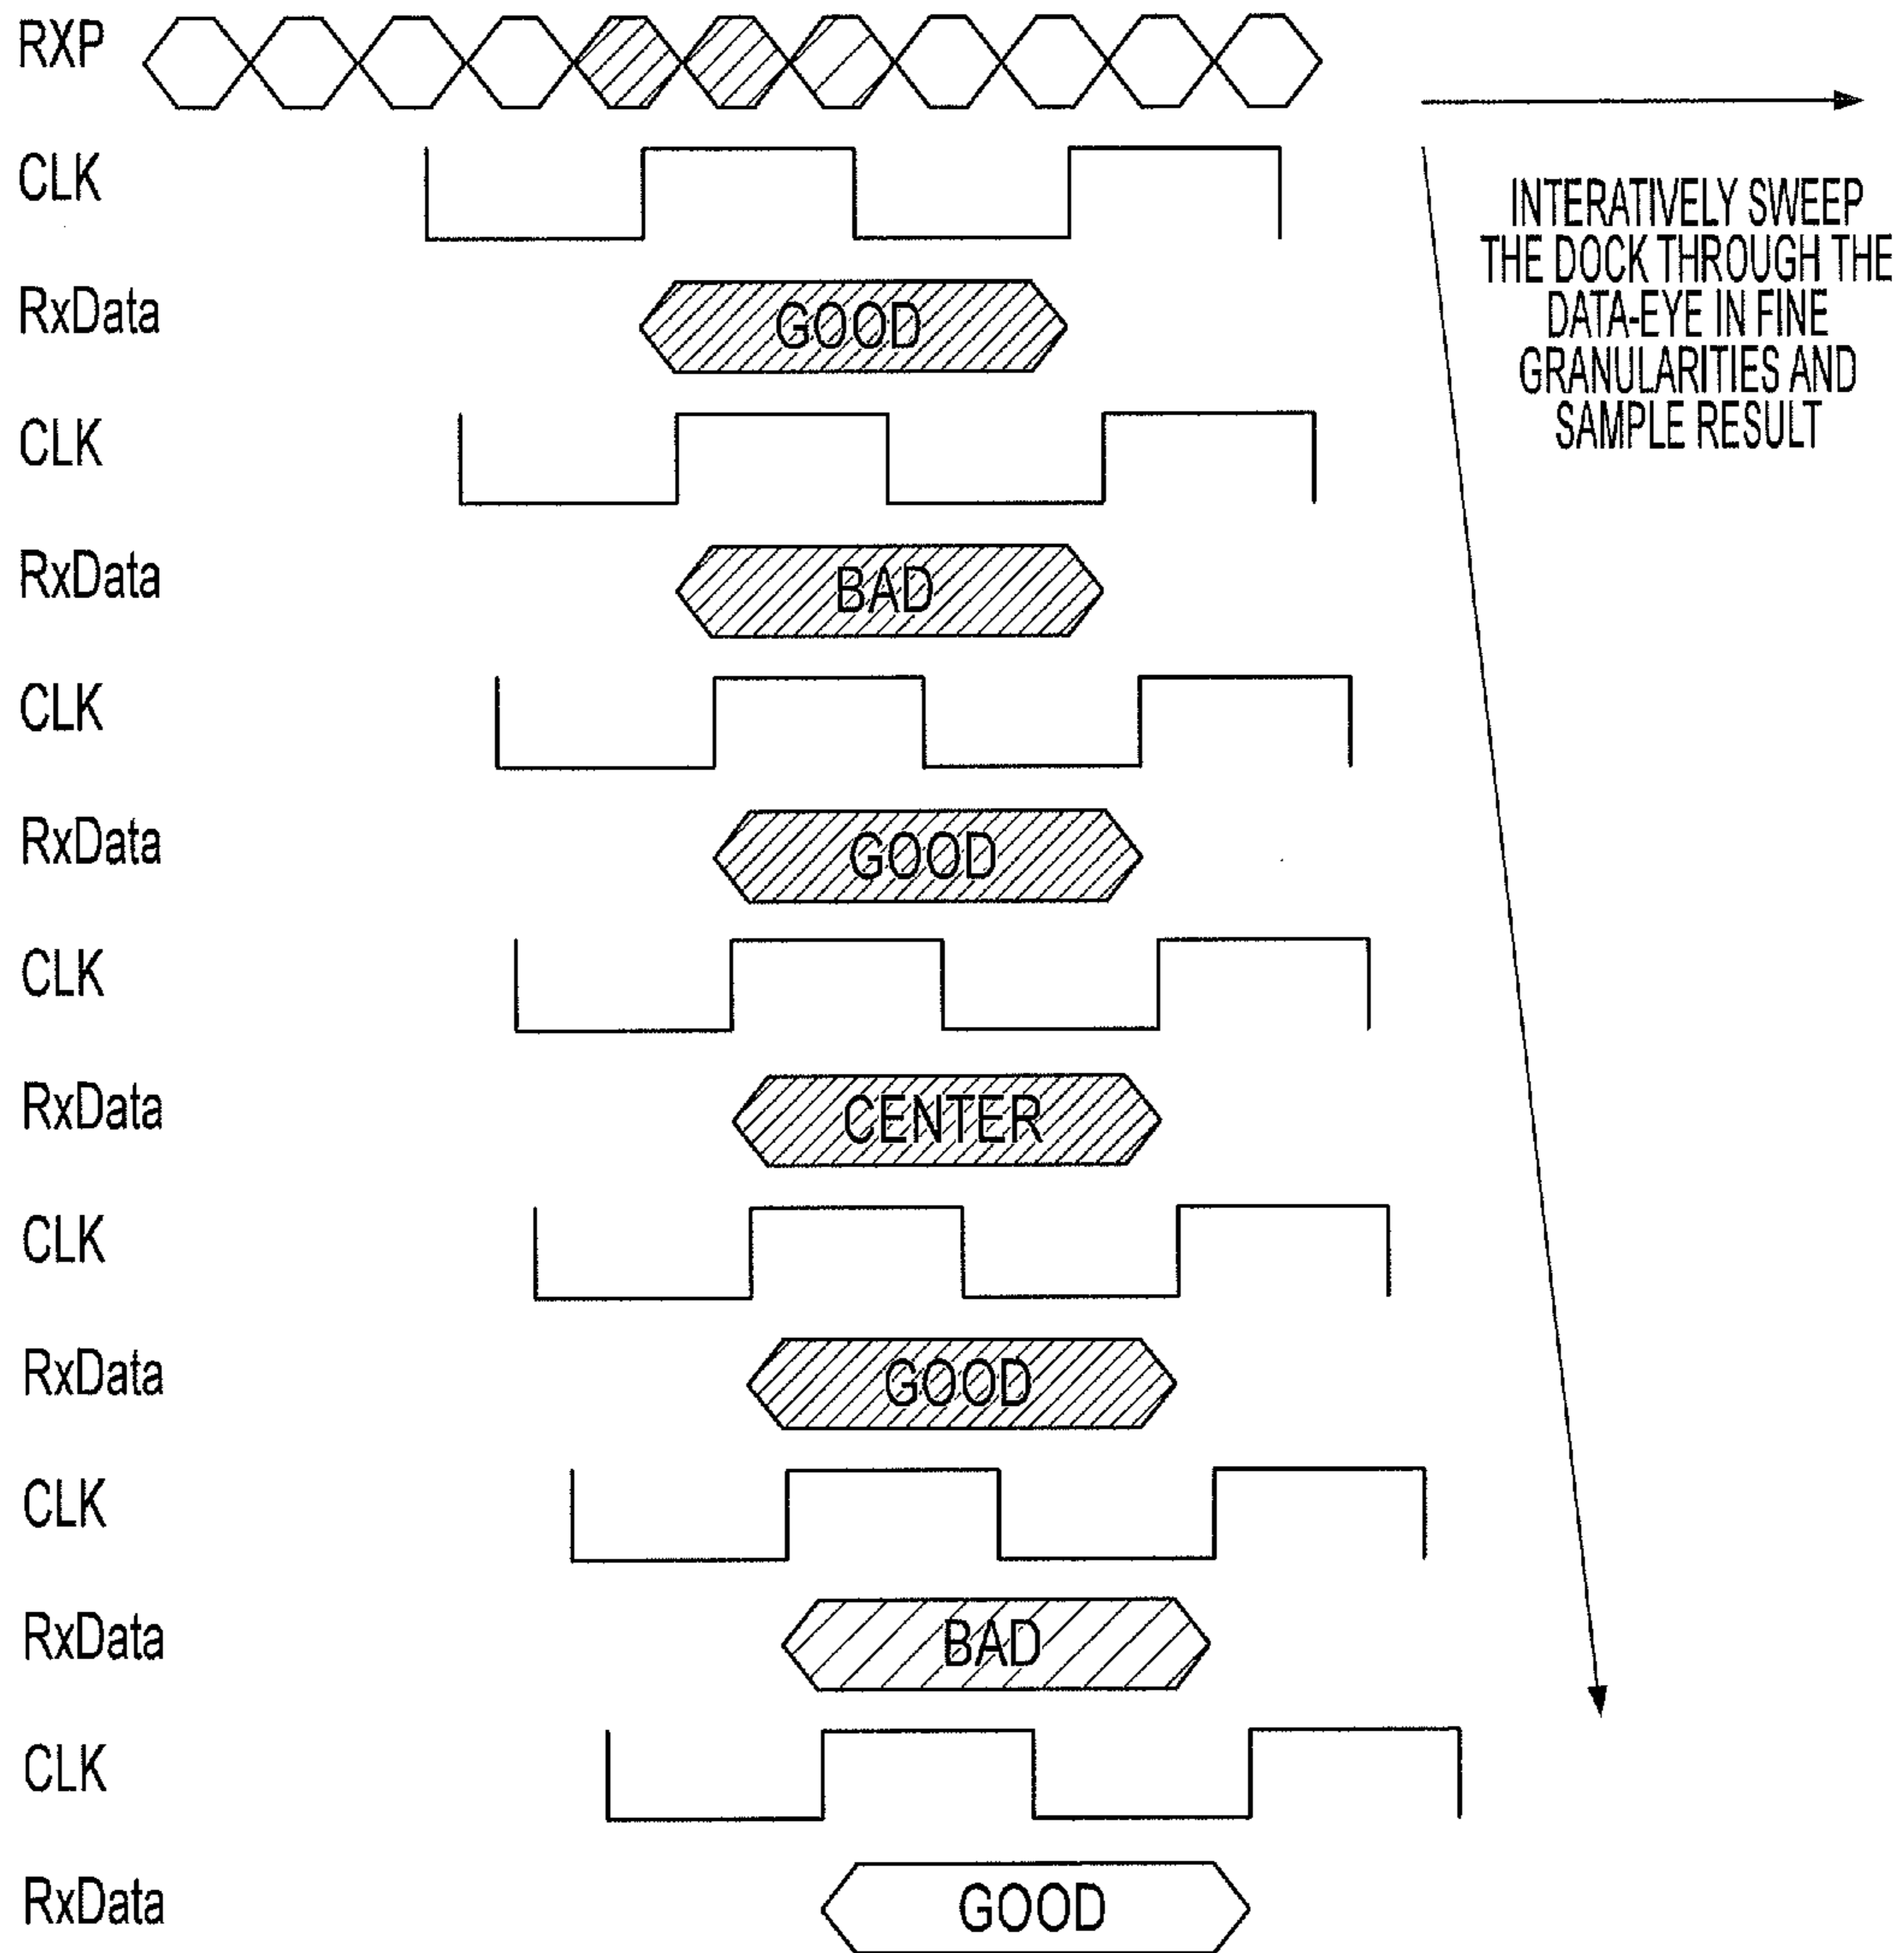 RXP
CLK
INTERATIVELY SWEEP
THE DOCK THROUGH THE
DATA-EYE IN FINE
GRANULARITIES AND
SAMPLE RESULT
RxData
GOOD
CLK
RxData
BAD
CLK
RxData
GOOD
CLK
RxData
CENTER
CLK
RxData
GOOD
CLK
RxData
BAD
CLK
RxData
GOOD